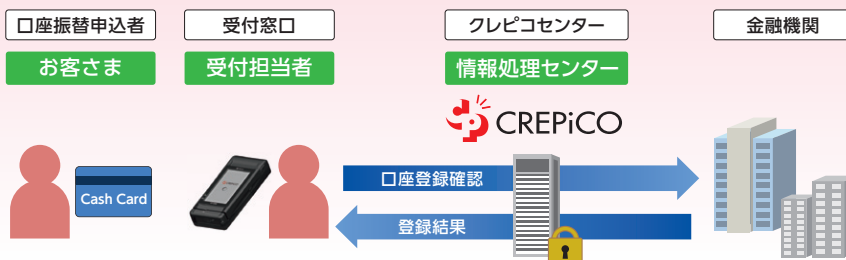 口座振替申込者
受付窓口
クレピコセンター
金融機関
お客さま
受付担当者
情報処理センター
CREPiCO
Cash Card
口座登録確認
登録結果